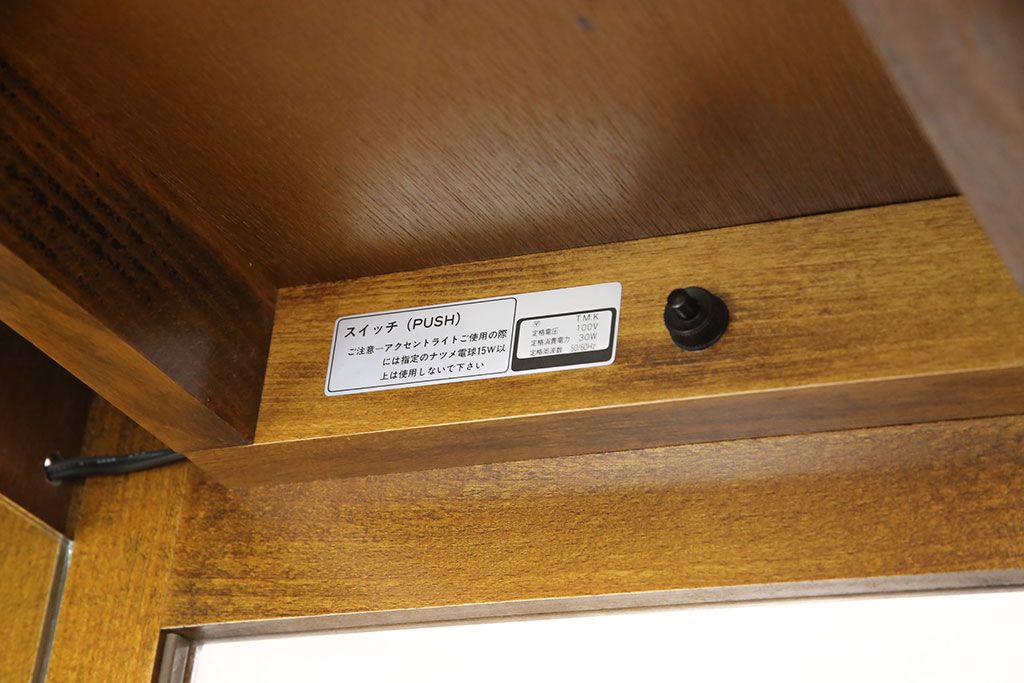 スイッチ (PUSH)
ご注意―アクセントライトご使用の際
には指定のナツメ電球15W以
上は使用しないで下さい
T.M.K
定格電圧 100V
定格消費電力 30W
定格周波数 50/60Hz